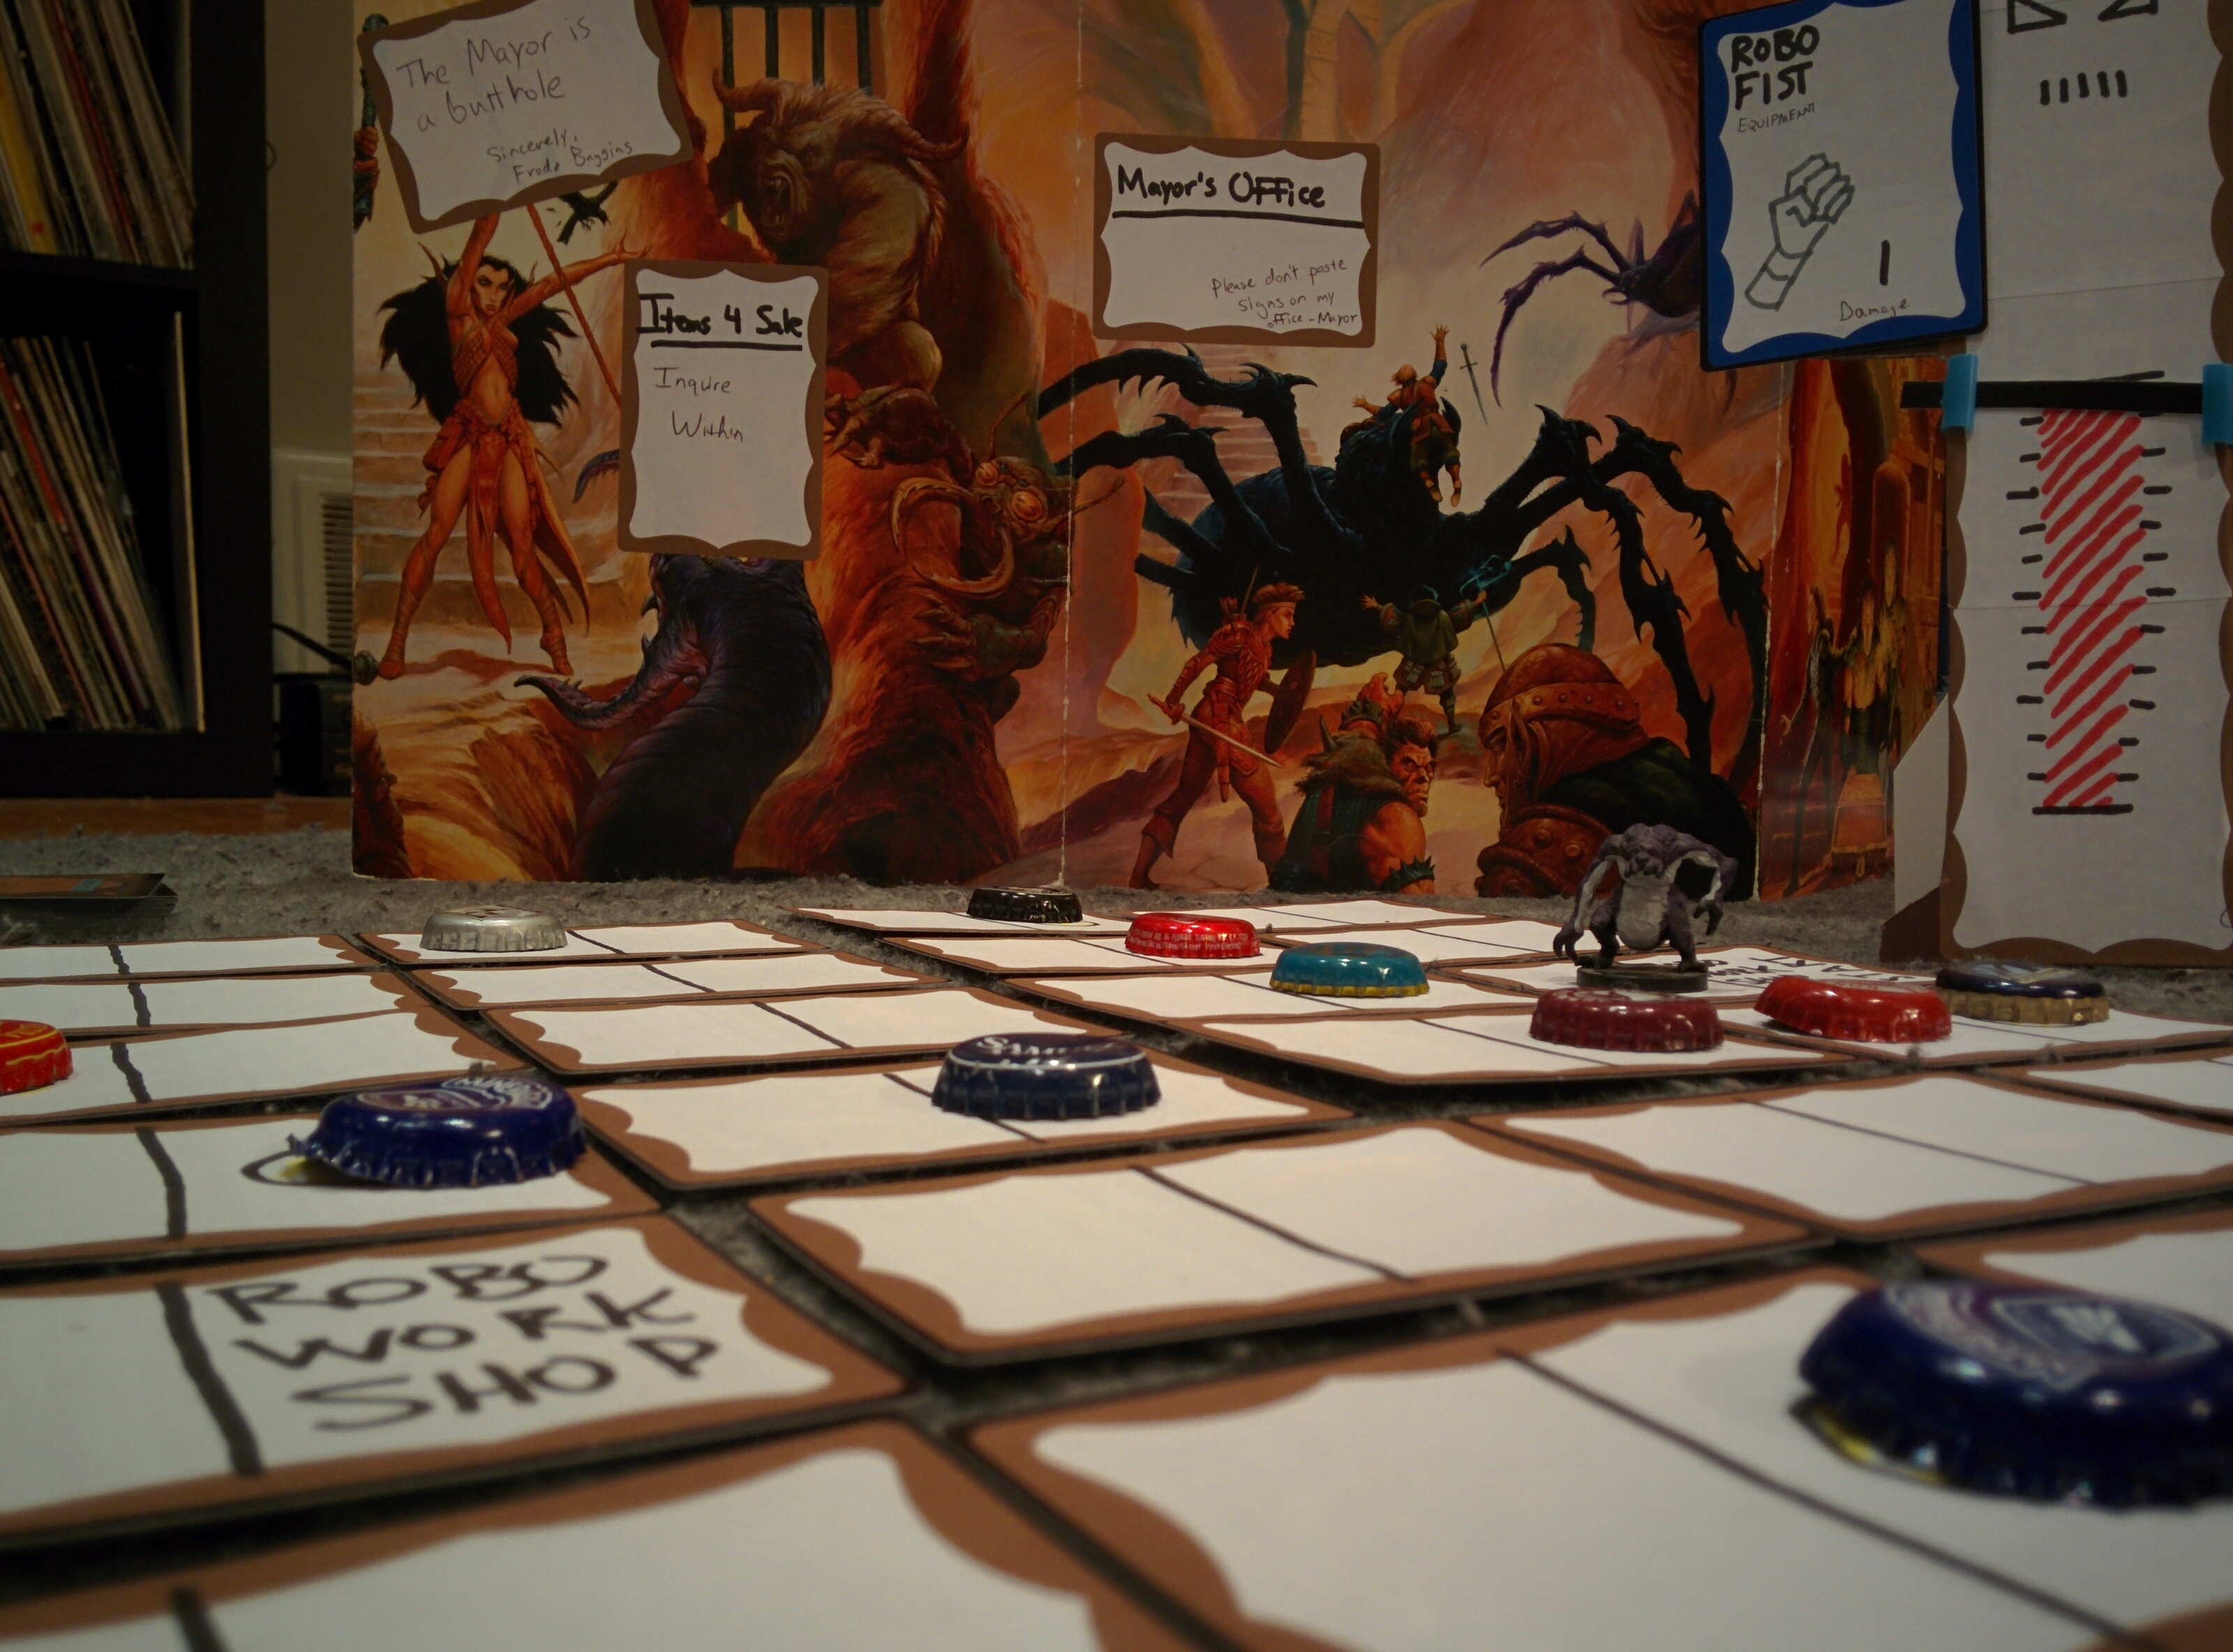 The Mayor is
a butthole
Sincerely,
Frodo Baggins
Items 4 Sale
Inqure
Within
Mayor's Office
Please don't paste
signs on my
office - Mayor
ROBO
FIST
EQUIPMENT
1
Damage
ROBO
WORK
SHOP